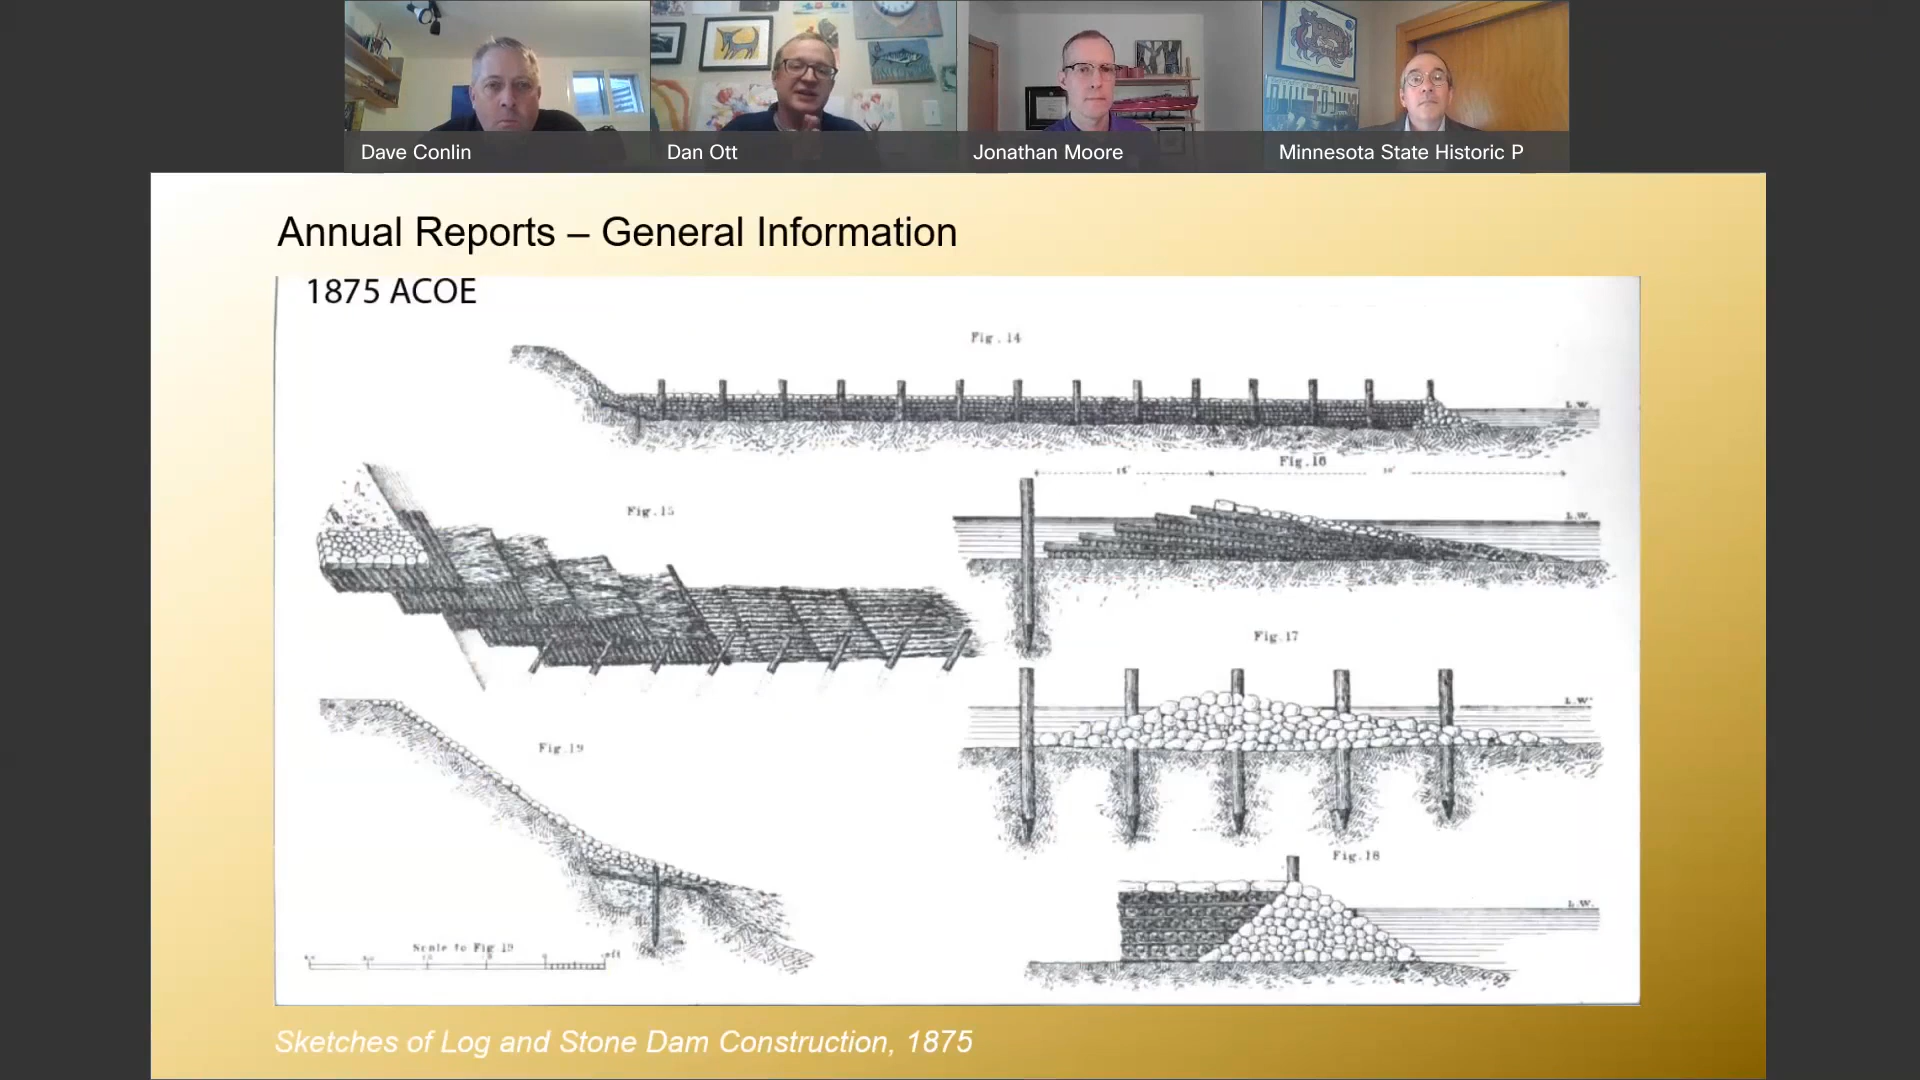 Dave Conlin
Dan Ott
Jonathan Moore
Minnesota State Historic P
Annual Reports – General Information
1875 ACOE
Fig. 14
L.W.
Fig. 16
Fig. 15
L.W.
Fig. 17
L.W.
Fig. 19
Fig. 18
L.W.
Scale to Fig 19
Sketches of Log and Stone Dam Construction, 1875